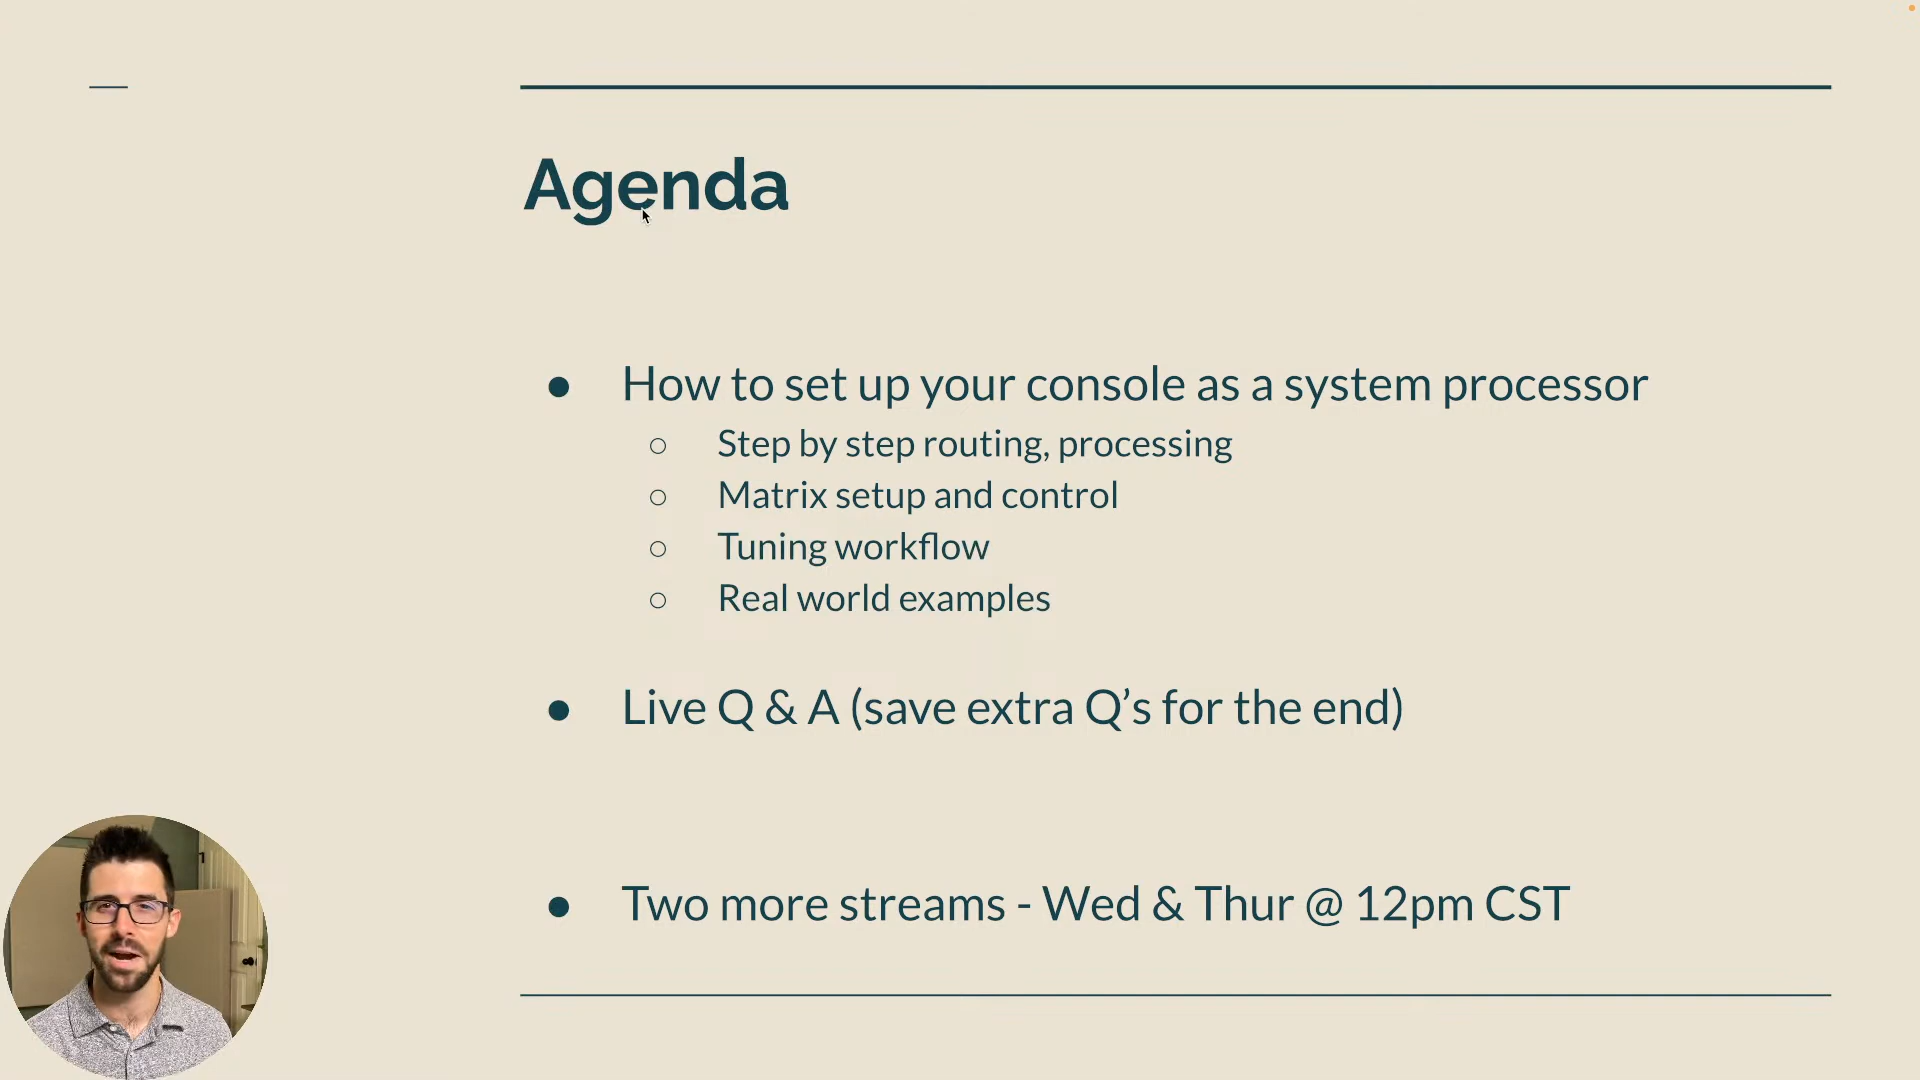 Agenda
● How to set up your console as a system processor
○ Step by step routing, processing
○ Matrix setup and control
○ Tuning workflow
○ Real world examples
● Live Q & A (save extra Q’s for the end)
● Two more streams - Wed & Thur @ 12pm CST